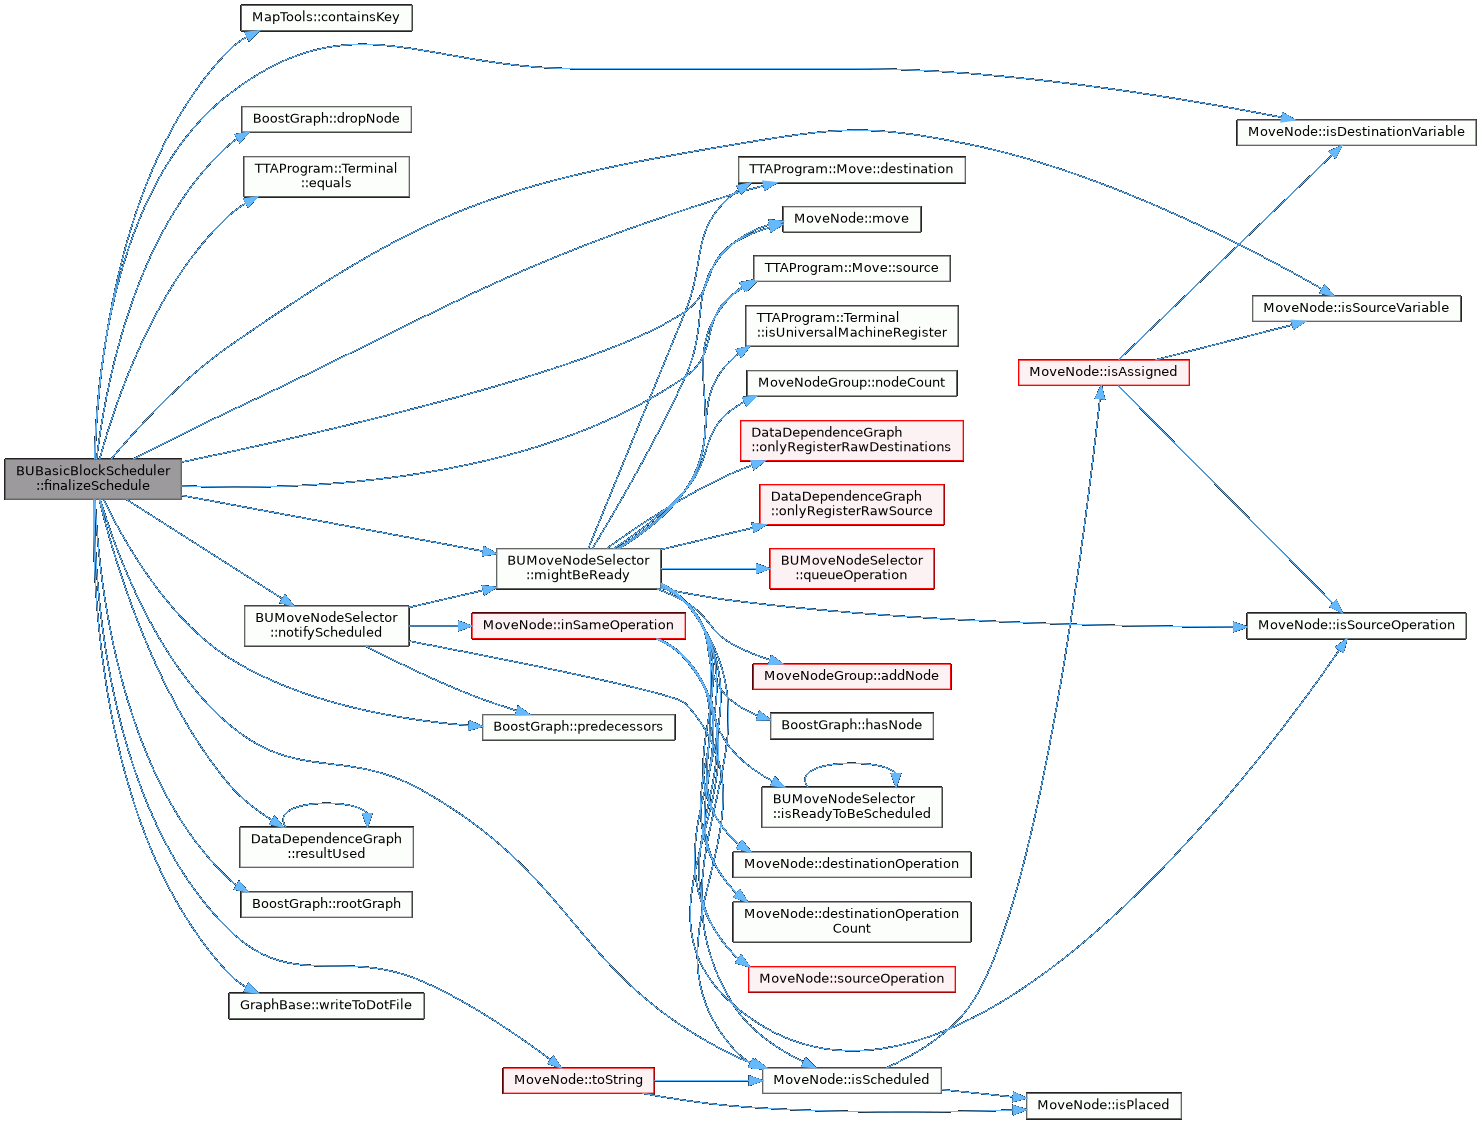 MapTools::containsKey
BoostGraph::dropNode
MoveNode::isDestinationVariable
TTAProgram::Terminal
::equals
TTAProgram::Move::destination
MoveNode::move
TTAProgram::Move::source
MoveNode::isSourceVariable
TTAProgram::Terminal
::isUniversalMachineRegister
MoveNode::isAssigned
MoveNodeGroup::nodeCount
DataDependenceGraph
::onlyRegisterRawDestinations
BUBasicBlockScheduler
::finalizeSchedule
DataDependenceGraph
::onlyRegisterRawSource
BUMoveNodeSelector
::mightBeReady
BUMoveNodeSelector
::queueOperation
BUMoveNodeSelector
::notifyScheduled
MoveNode::inSameOperation
MoveNode::isSourceOperation
MoveNodeGroup::addNode
BoostGraph::predecessors
BoostGraph::hasNode
BUMoveNodeSelector
::isReadyToBeScheduled
DataDependenceGraph
::resultUsed
MoveNode::destinationOperation
BoostGraph::rootGraph
MoveNode::destinationOperation
Count
MoveNode::sourceOperation
GraphBase::writeToDotFile
MoveNode::toString
MoveNode::isScheduled
MoveNode::isPlaced